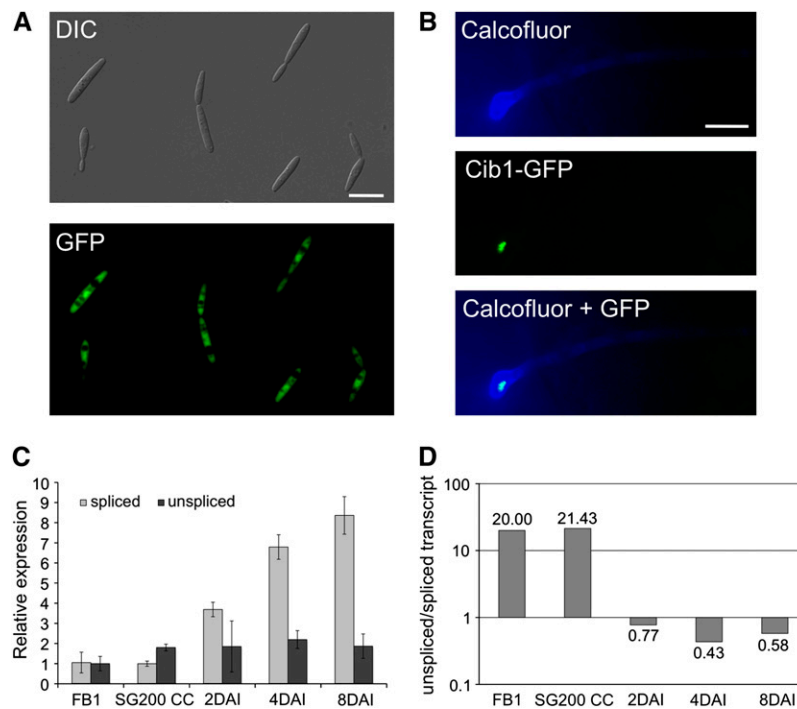 A
DIC
GFP
B
Calcofluor
Cib1-GFP
Calcofluor + GFP
C
Relative expression
10
9
8
7
6
5
4
3
2
1
0
spliced
unspliced
FB1 SG200 CC 2DAI 4DAI 8DAI
D
unspliced/spliced transcript
100
10
1
0.1
20.00 21.43
0.77 0.43 0.58
FB1 SG200 CC 2DAI 4DAI 8DAI